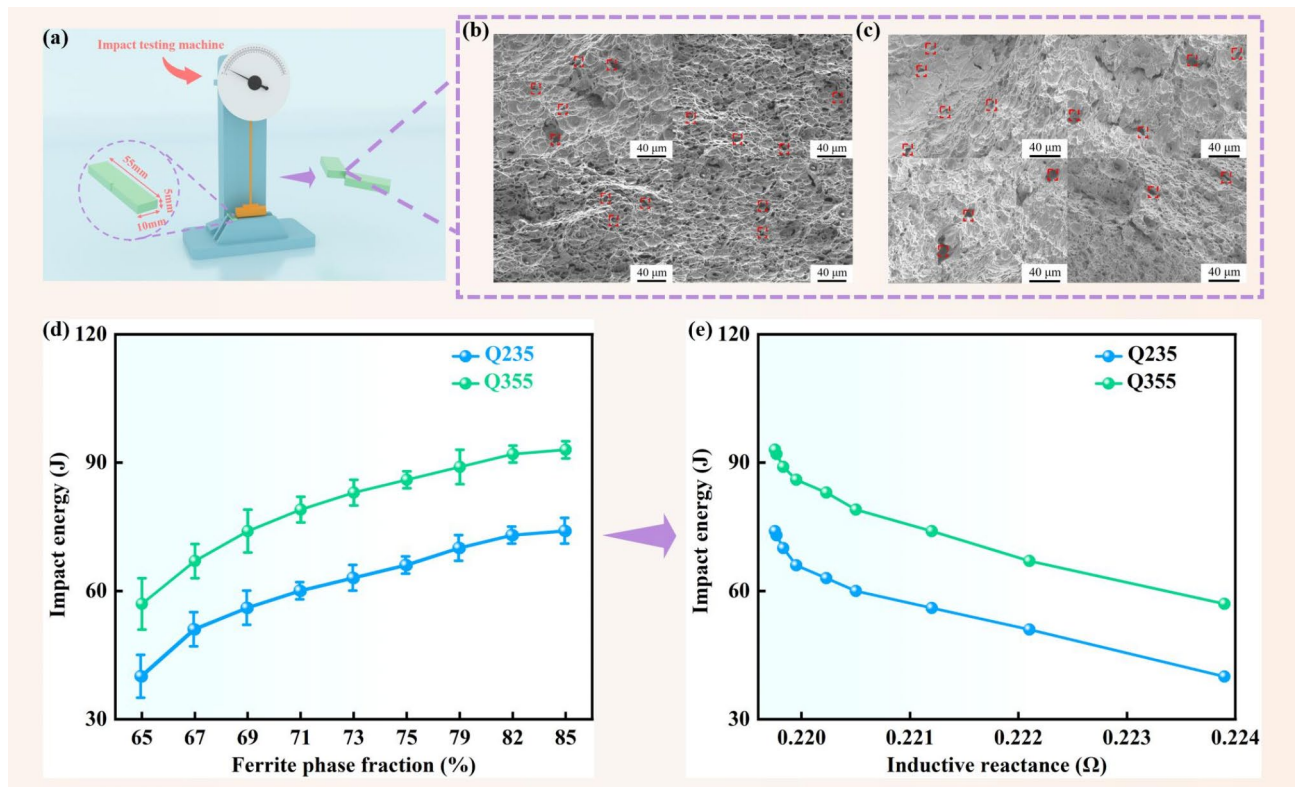 (a)
Impact testing machine
55mm
5mm
10mm
(b)
40 μm
40 μm
40 μm
40 μm
(c)
40 μm
40 μm
40 μm
40 μm
(d)
120
90
60
30
Impact energy (J)
Q235
Q355
65 67 69 71 73 75 79 82 85
Ferrite phase fraction (%)
(e)
120
90
60
30
Impact energy (J)
Q235
Q355
0.220 0.221 0.222 0.223 0.224
Inductive reactance (Ω)